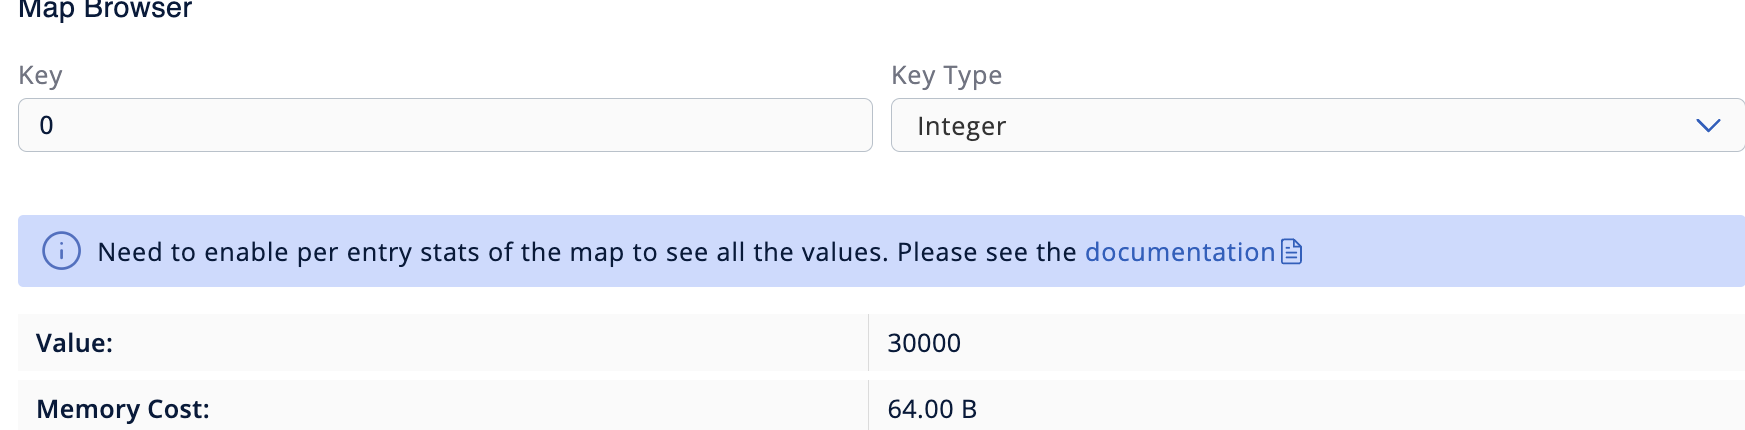 Map Browser
Key
Key Type
0
Integer
Need to enable per entry stats of the map to see all the values. Please see the documentation
Value:
30000
Memory Cost:
64.00 B